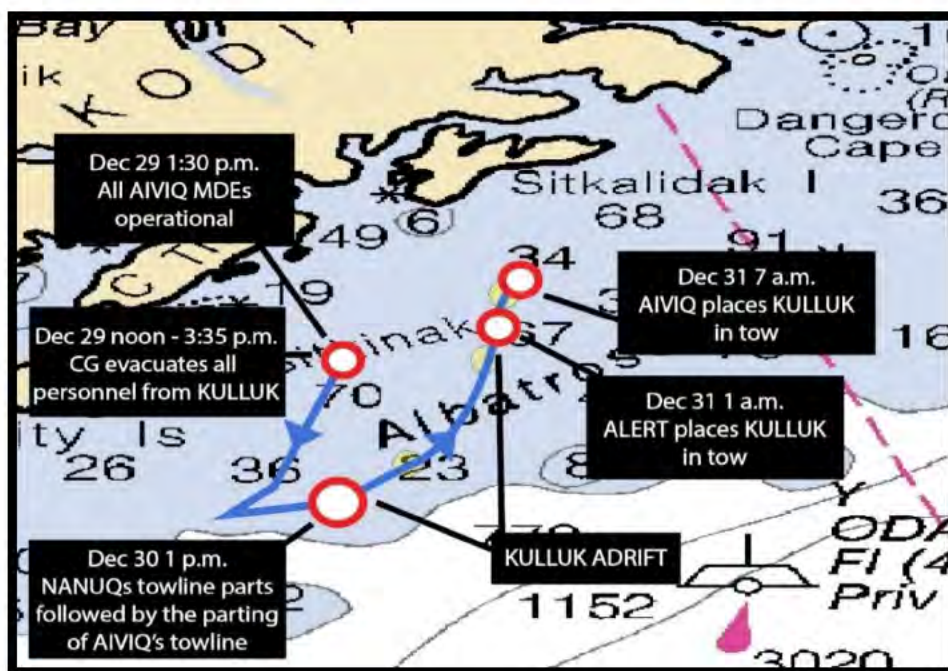 Bay
ik
KODI
Dangero
Cape
Sitkalidak I
Dec 29 1:30 p.m.
All AIVIQ MDEs
operational
6
49
68
36
91
34
19
Dec 31 7 a.m.
AIVIQ places KULLUK
in tow
Dec 29 noon - 3:35 p.m.
CG evacuates all
personnel from KULLUK
inak
67
16
70
Albatros
Dec 31 1 a.m.
ALERT places KULLUK
in tow
ity Is
26
36
23
8
Dec 30 1 p.m.
NANUQs towline parts
followed by the parting
of AIVIQ's towline
KULLUK ADRIFT
ODA
Fl (4
Priv
1152
3020